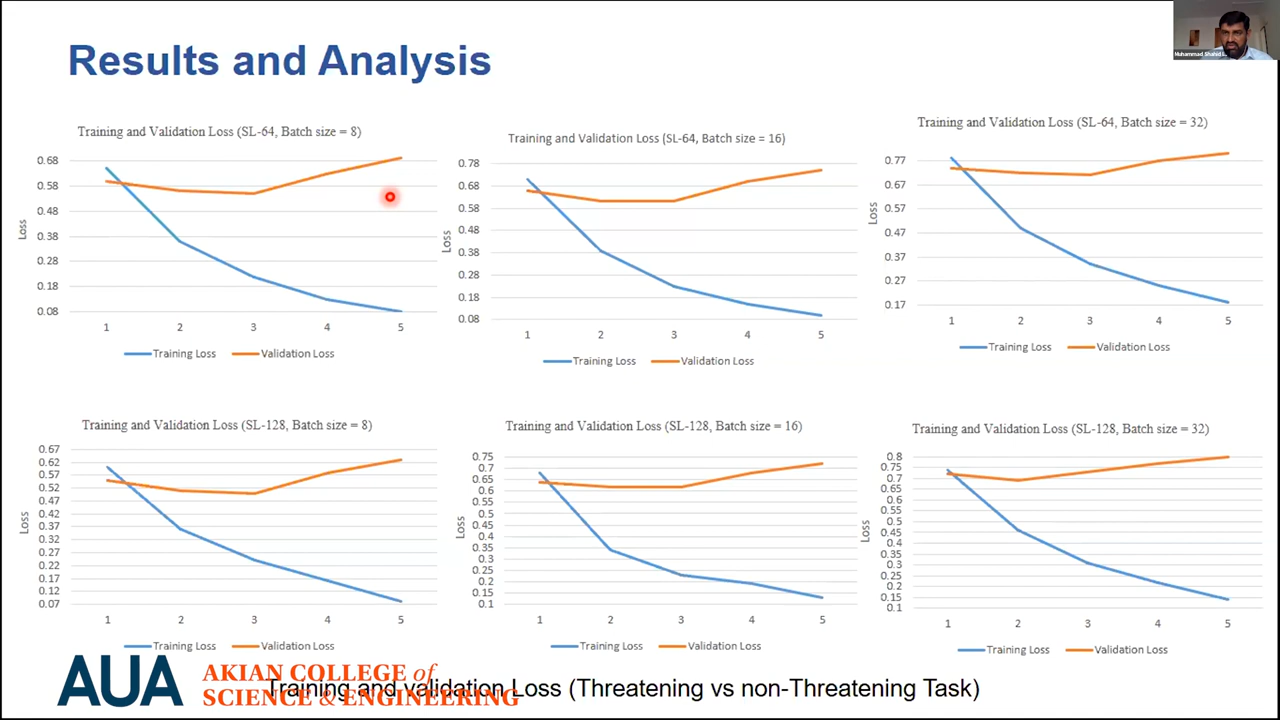 Results and Analysis
Muhammad Shahid
Training and Validation Loss (SL-64, Batch size = 8)
0.68
0.58
0.48
0.38
0.28
0.18
0.08
Loss
1 2 3 4 5
Training Loss Validation Loss
Training and Validation Loss (SL-64, Batch size = 16)
0.78
0.68
0.58
0.48
0.38
0.28
0.18
0.08
Loss
1 2 3 4 5
Training Loss Validation Loss
Training and Validation Loss (SL-64, Batch size = 32)
0.77
0.67
0.57
0.47
0.37
0.27
0.17
Loss
1 2 3 4 5
Training Loss Validation Loss
Training and Validation Loss (SL-128, Batch size = 8)
0.67
0.62
0.57
0.52
0.47
0.42
0.37
0.32
0.27
0.22
0.17
0.12
0.07
Loss
1 2 3 4 5
Training Loss Validation Loss
Training and Validation Loss (SL-128, Batch size = 16)
0.75
0.7
0.65
0.6
0.55
0.5
0.45
0.4
0.35
0.3
0.25
0.2
0.15
0.1
Loss
1 2 3 4 5
Training Loss Validation Loss
Training and Validation Loss (SL-128, Batch size = 32)
0.8
0.75
0.7
0.65
0.6
0.55
0.5
0.45
0.4
0.35
0.3
0.25
0.2
0.15
0.1
Loss
1 2 3 4 5
Training Loss Validation Loss
AUA
AKIAN COLLEGE of
SCIENCE & ENGINEERING
Training and validation Loss (Threatening vs non-Threatening Task)